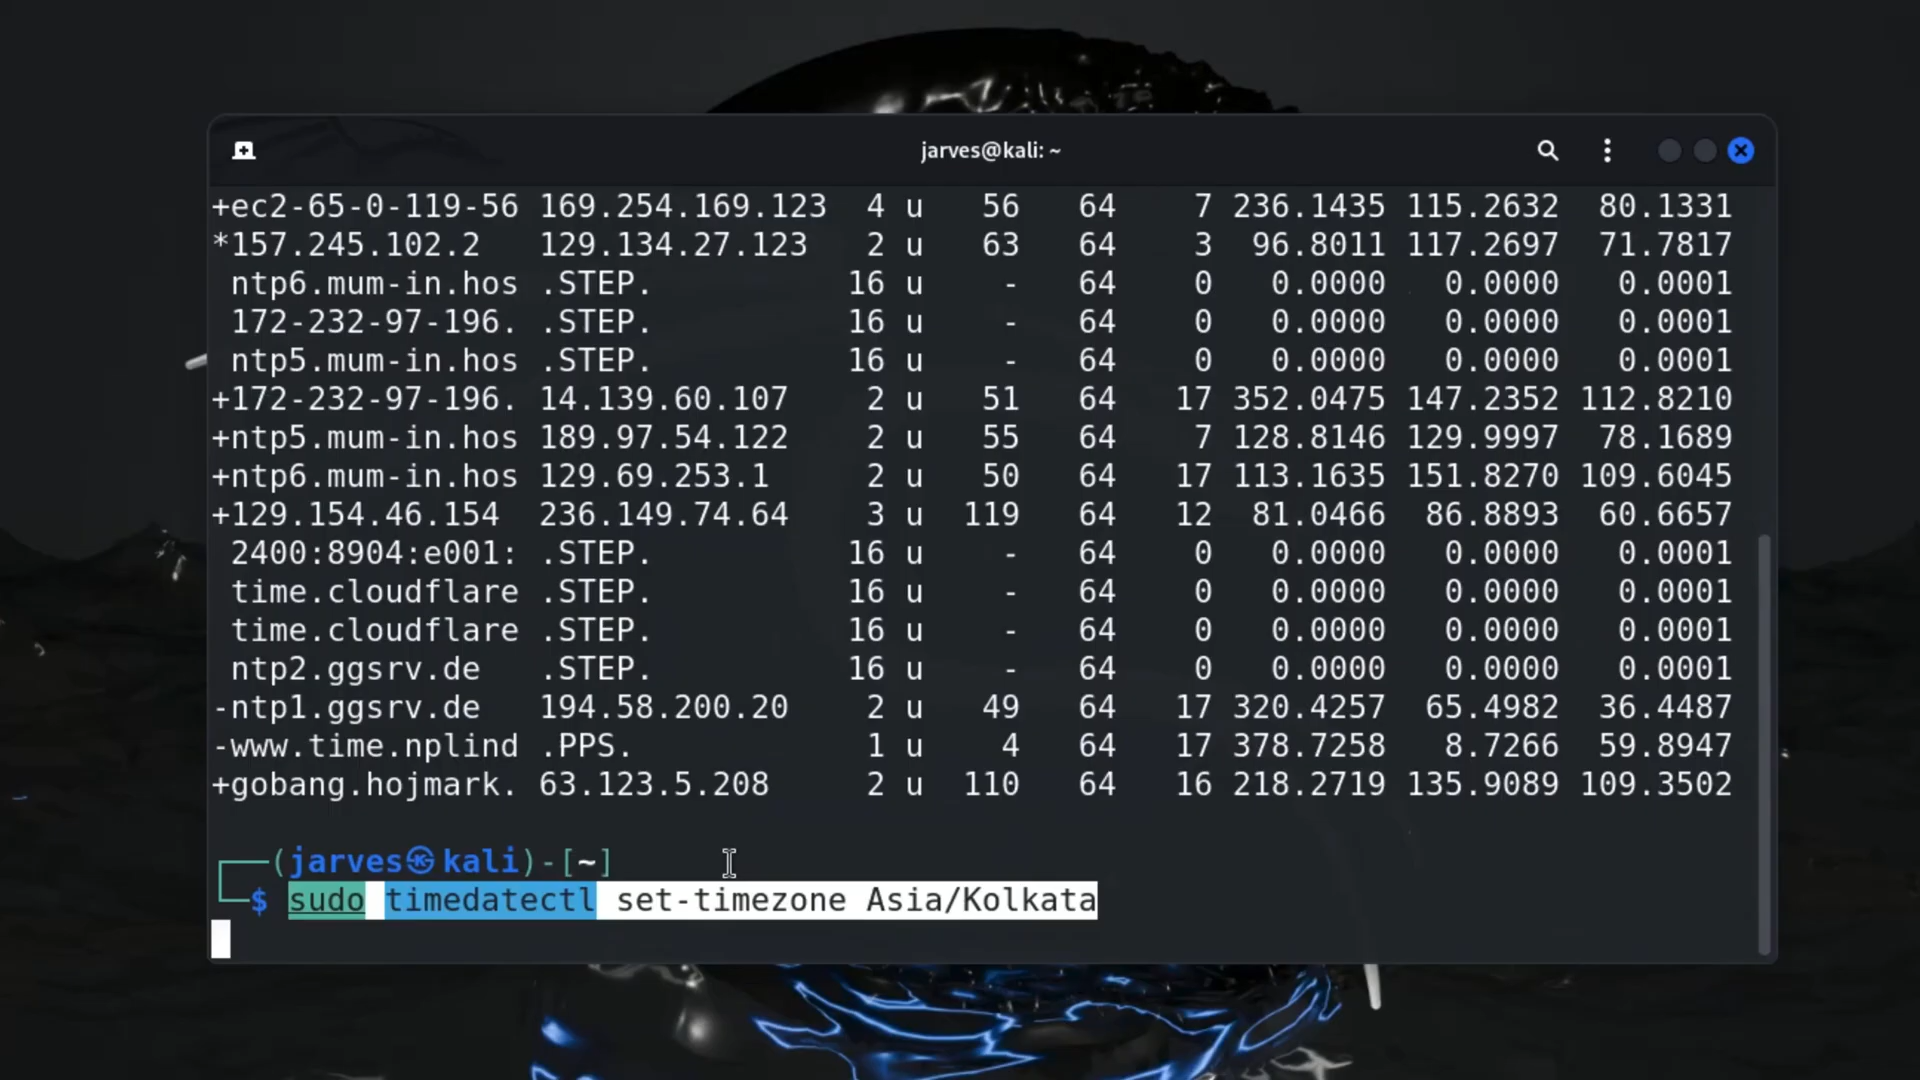 jarves@kali: ~
+ec2-65-0-119-56 169.254.169.123 4 u 56 64 7 236.1435 115.2632 80.1331
*157.245.102.2 129.134.27.123 2 u 63 64 3 96.8011 117.2697 71.7817
ntp6.mum-in.hos .STEP. 16 u - 64 0 0.0000 0.0000 0.0001
172-232-97-196. .STEP. 16 u - 64 0 0.0000 0.0000 0.0001
ntp5.mum-in.hos .STEP. 16 u - 64 0 0.0000 0.0000 0.0001
+172-232-97-196. 14.139.60.107 2 u 51 64 17 352.0475 147.2352 112.8210
+ntp5.mum-in.hos 189.97.54.122 2 u 55 64 7 128.8146 129.9997 78.1689
+ntp6.mum-in.hos 129.69.253.1 2 u 50 64 17 113.1635 151.8270 109.6045
+129.154.46.154 236.149.74.64 3 u 119 64 12 81.0466 86.8893 60.6657
2400:8904:e001: .STEP. 16 u - 64 0 0.0000 0.0000 0.0001
time.cloudflare .STEP. 16 u - 64 0 0.0000 0.0000 0.0001
time.cloudflare .STEP. 16 u - 64 0 0.0000 0.0000 0.0001
ntp2.ggsrv.de .STEP. 16 u - 64 0 0.0000 0.0000 0.0001
-ntp1.ggsrv.de 194.58.200.20 2 u 49 64 17 320.4257 65.4982 36.4487
-www.time.nplind .PPS. 1 u 4 64 17 378.7258 8.7266 59.8947
+gobang.hojmark. 63.123.5.208 2 u 110 64 16 218.2719 135.9089 109.3502
┌──(jarves㉿kali)-[~]
└─$ sudo timedatectl set-timezone Asia/Kolkata